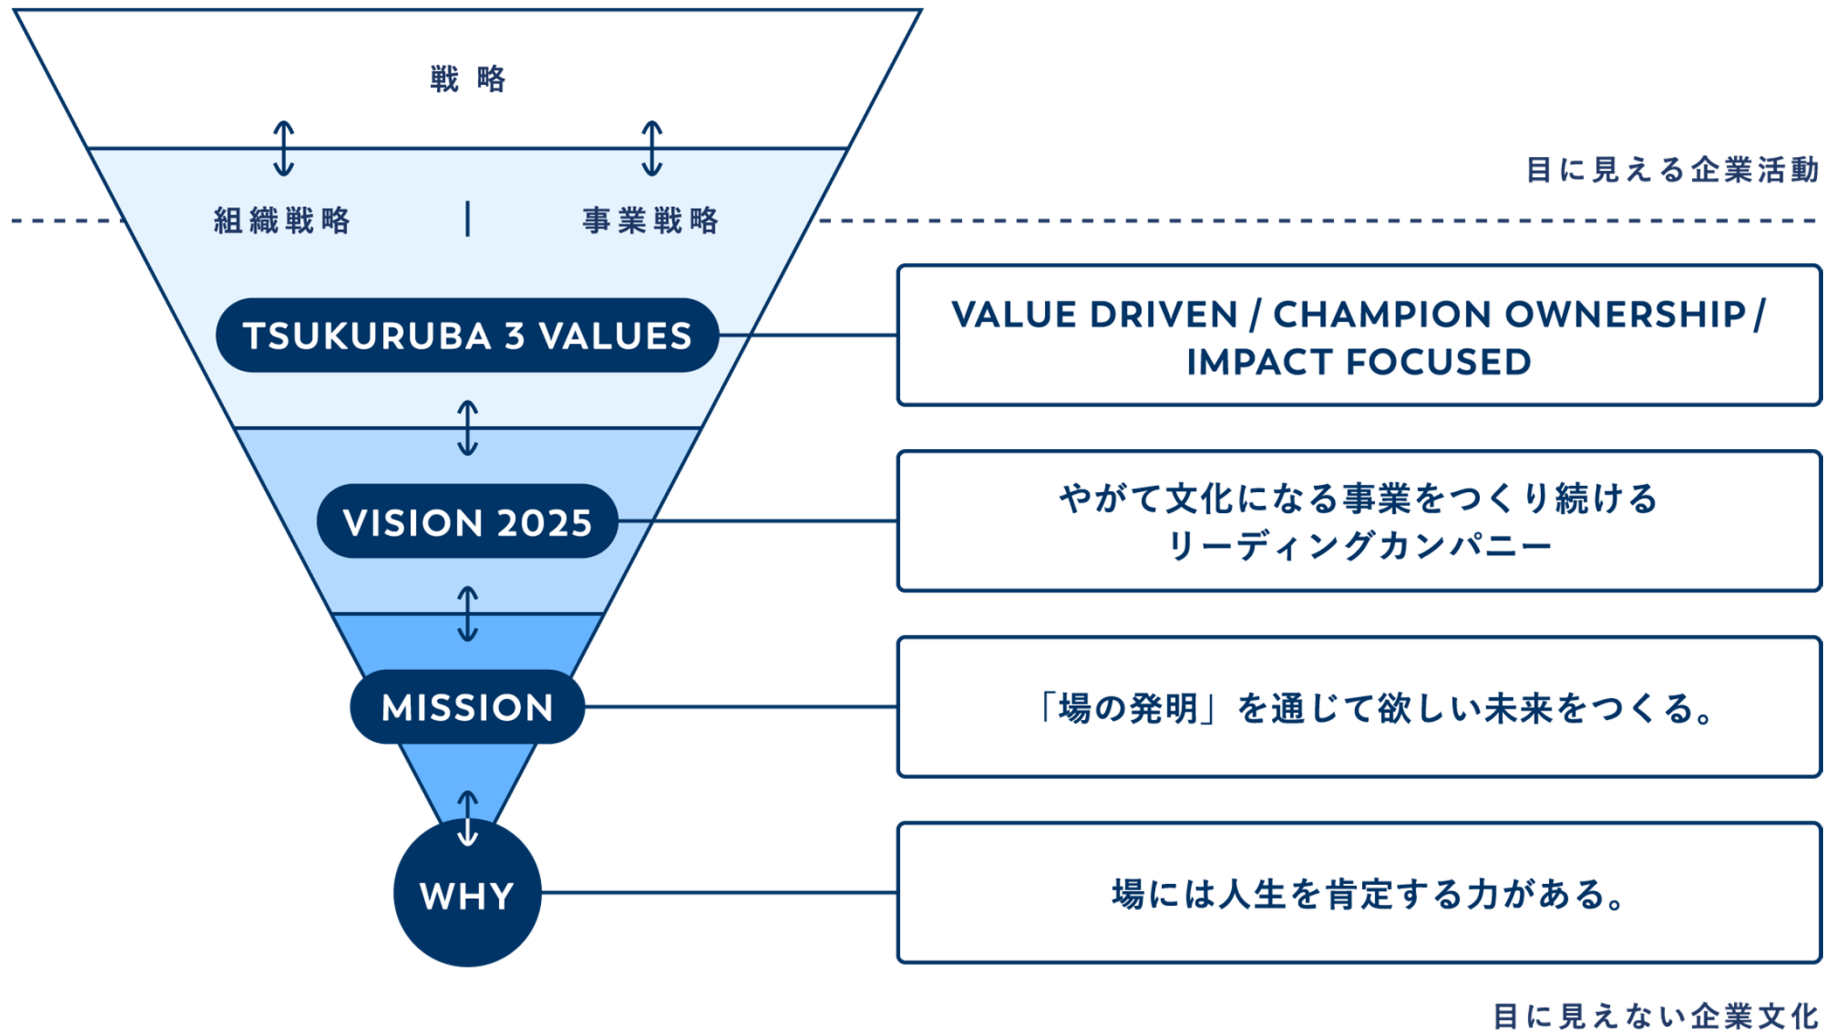 戦略
目に見える企業活動
組織戦略 | 事業戦略
TSUKURUBA 3 VALUES
VALUE DRIVEN / CHAMPION OWNERSHIP /
IMPACT FOCUSED
VISION 2025
やがて文化になる事業をつくり続ける
リーディングカンパニー
MISSION
「場の発明」を通じて欲しい未来をつくる。
WHY
場には人生を肯定する力がある。
目に見えない企業文化